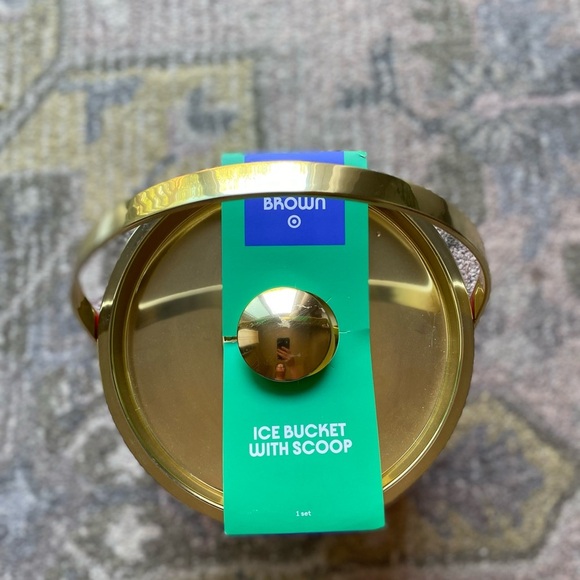 BROWN
ICE BUCKET
WITH SCOOP
1 set